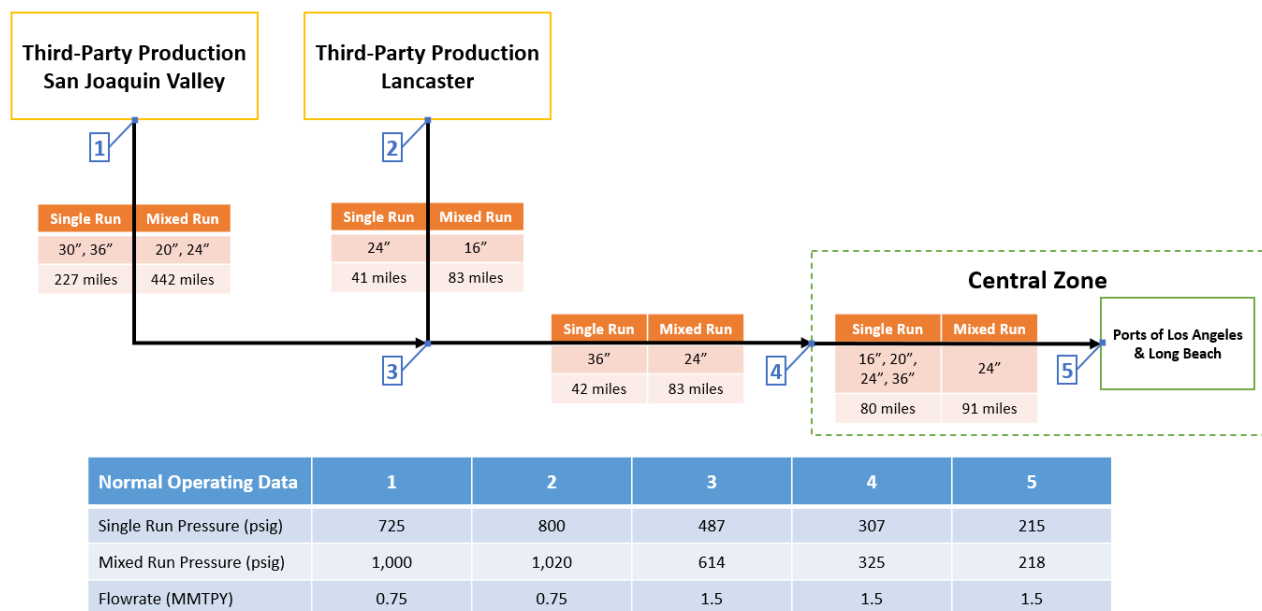 Third-Party Production
San Joaquin Valley
Third-Party Production
Lancaster
1
2
Single Run Mixed Run
30”, 36” 20”, 24”
227 miles 442 miles
Single Run Mixed Run
24” 16”
41 miles 83 miles
Central Zone
Single Run Mixed Run
36” 24”
42 miles 83 miles
Single Run Mixed Run
16”, 20”,
24”, 36” 24”
80 miles 91 miles
Ports of Los Angeles
& Long Beach
3
4
5
Normal Operating Data 1 2 3 4 5
Single Run Pressure (psig) 725 800 487 307 215
Mixed Run Pressure (psig) 1,000 1,020 614 325 218
Flowrate (MMTPY) 0.75 0.75 1.5 1.5 1.5